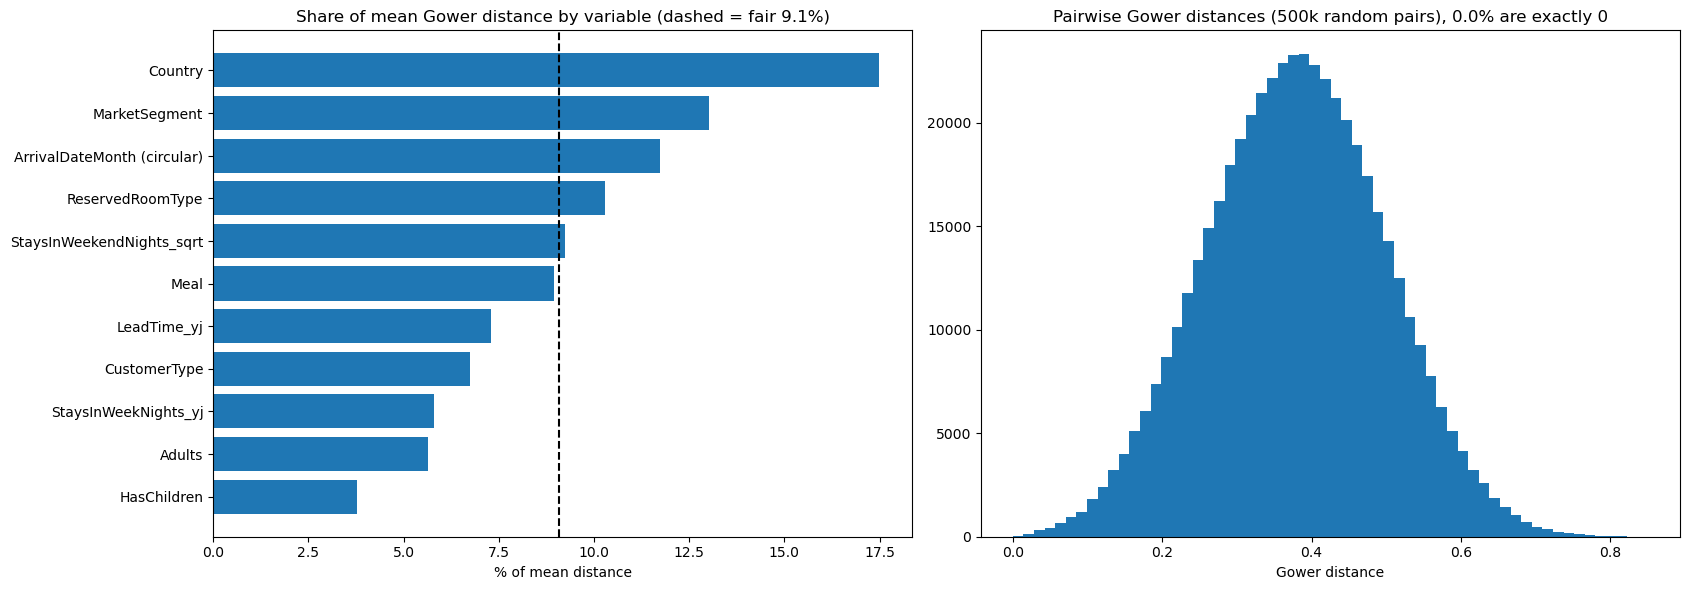 Share of mean Gower distance by variable (dashed = fair 9.1%)
Country
MarketSegment
ArrivalDateMonth (circular)
ReservedRoomType
StaysInWeekendNights_sqrt
Meal
LeadTime_yj
CustomerType
StaysInWeekNights_yj
Adults
HasChildren
0.0 2.5 5.0 7.5 10.0 12.5 15.0 17.5
% of mean distance
Pairwise Gower distances (500k random pairs), 0.0% are exactly 0
20000
15000
10000
5000
0
0.0 0.2 0.4 0.6 0.8
Gower distance